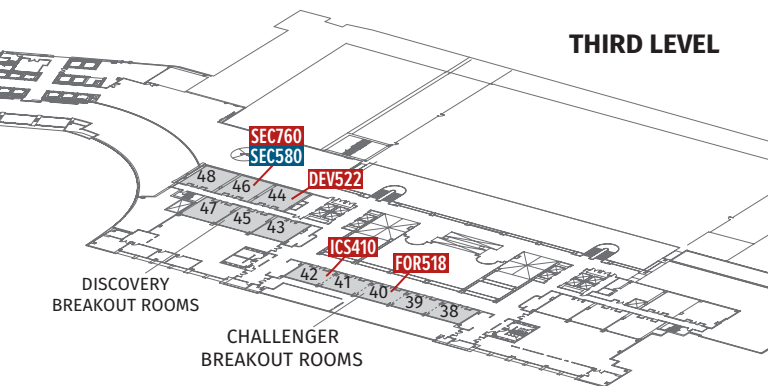 THIRD LEVEL
SEC760
SEC580
DEV522
48
46
44
47
45
43
ICS410
FOR518
42
41
40
39
38
DISCOVERY
BREAKOUT ROOMS
CHALLENGER
BREAKOUT ROOMS